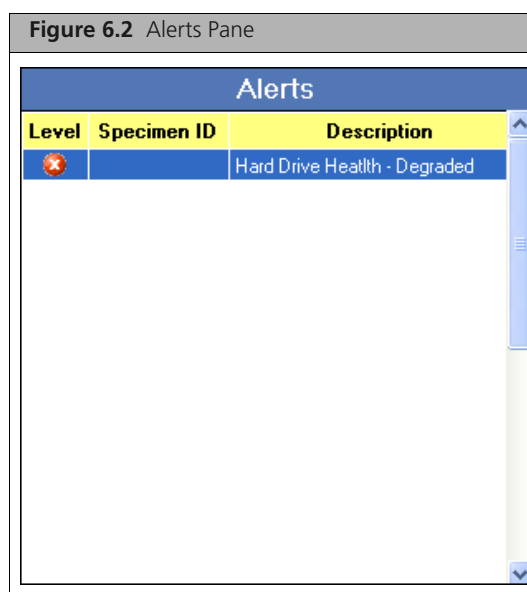 Figure 6.2 Alerts Pane
Alerts
Level Specimen ID Description
Hard Drive Heatlth - Degraded